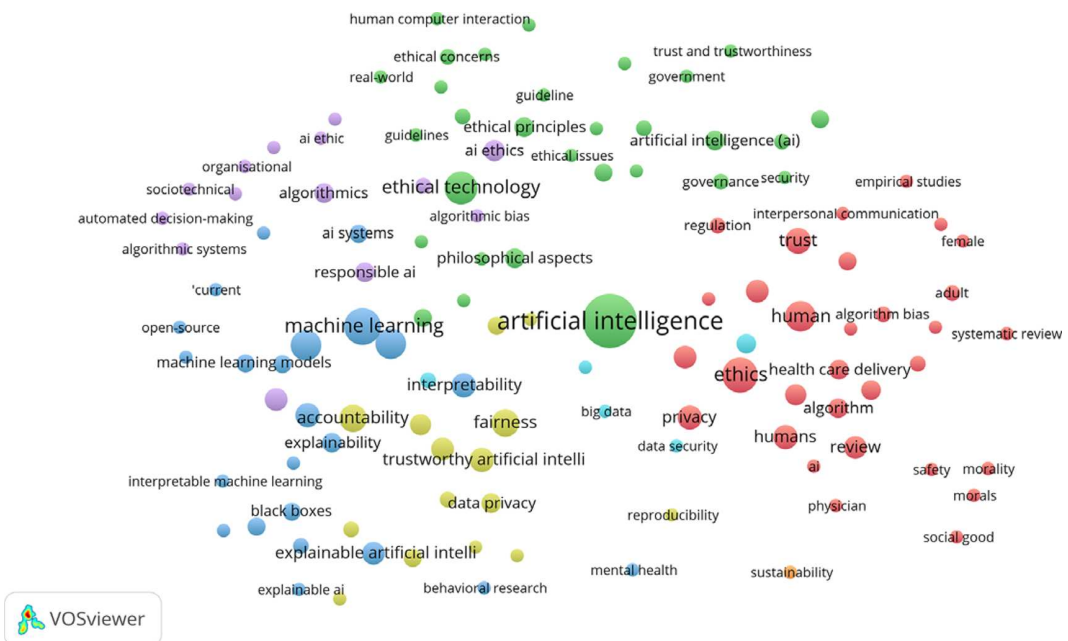 human computer interaction
ethical concerns
trust and trustworthiness
real-world
government
guideline
ethical principles
guidelines
ai ethic
artificial intelligence (ai)
ai ethics
ethical issues
organisational
governance
security
empirical studies
sociotechnical
algorithmics
ethical technology
automated decision-making
algorithmic bias
interpersonal communication
regulation
ai systems
trust
female
algorithmic systems
philosophical aspects
responsible ai
'current
adult
artificial intelligence
human
algorithm bias
open-source
machine learning
systematic review
machine learning models
ethics
health care delivery
interpretability
big data
algorithm
accountability
fairness
privacy
explainability
data security
humans
review
trustworthy artificial intelli
ai
safety
morality
interpretable machine learning
data privacy
morals
black boxes
reproducibility
physician
social good
explainable artificial intelli
mental health
sustainability
explainable ai
behavioral research
VOSviewer